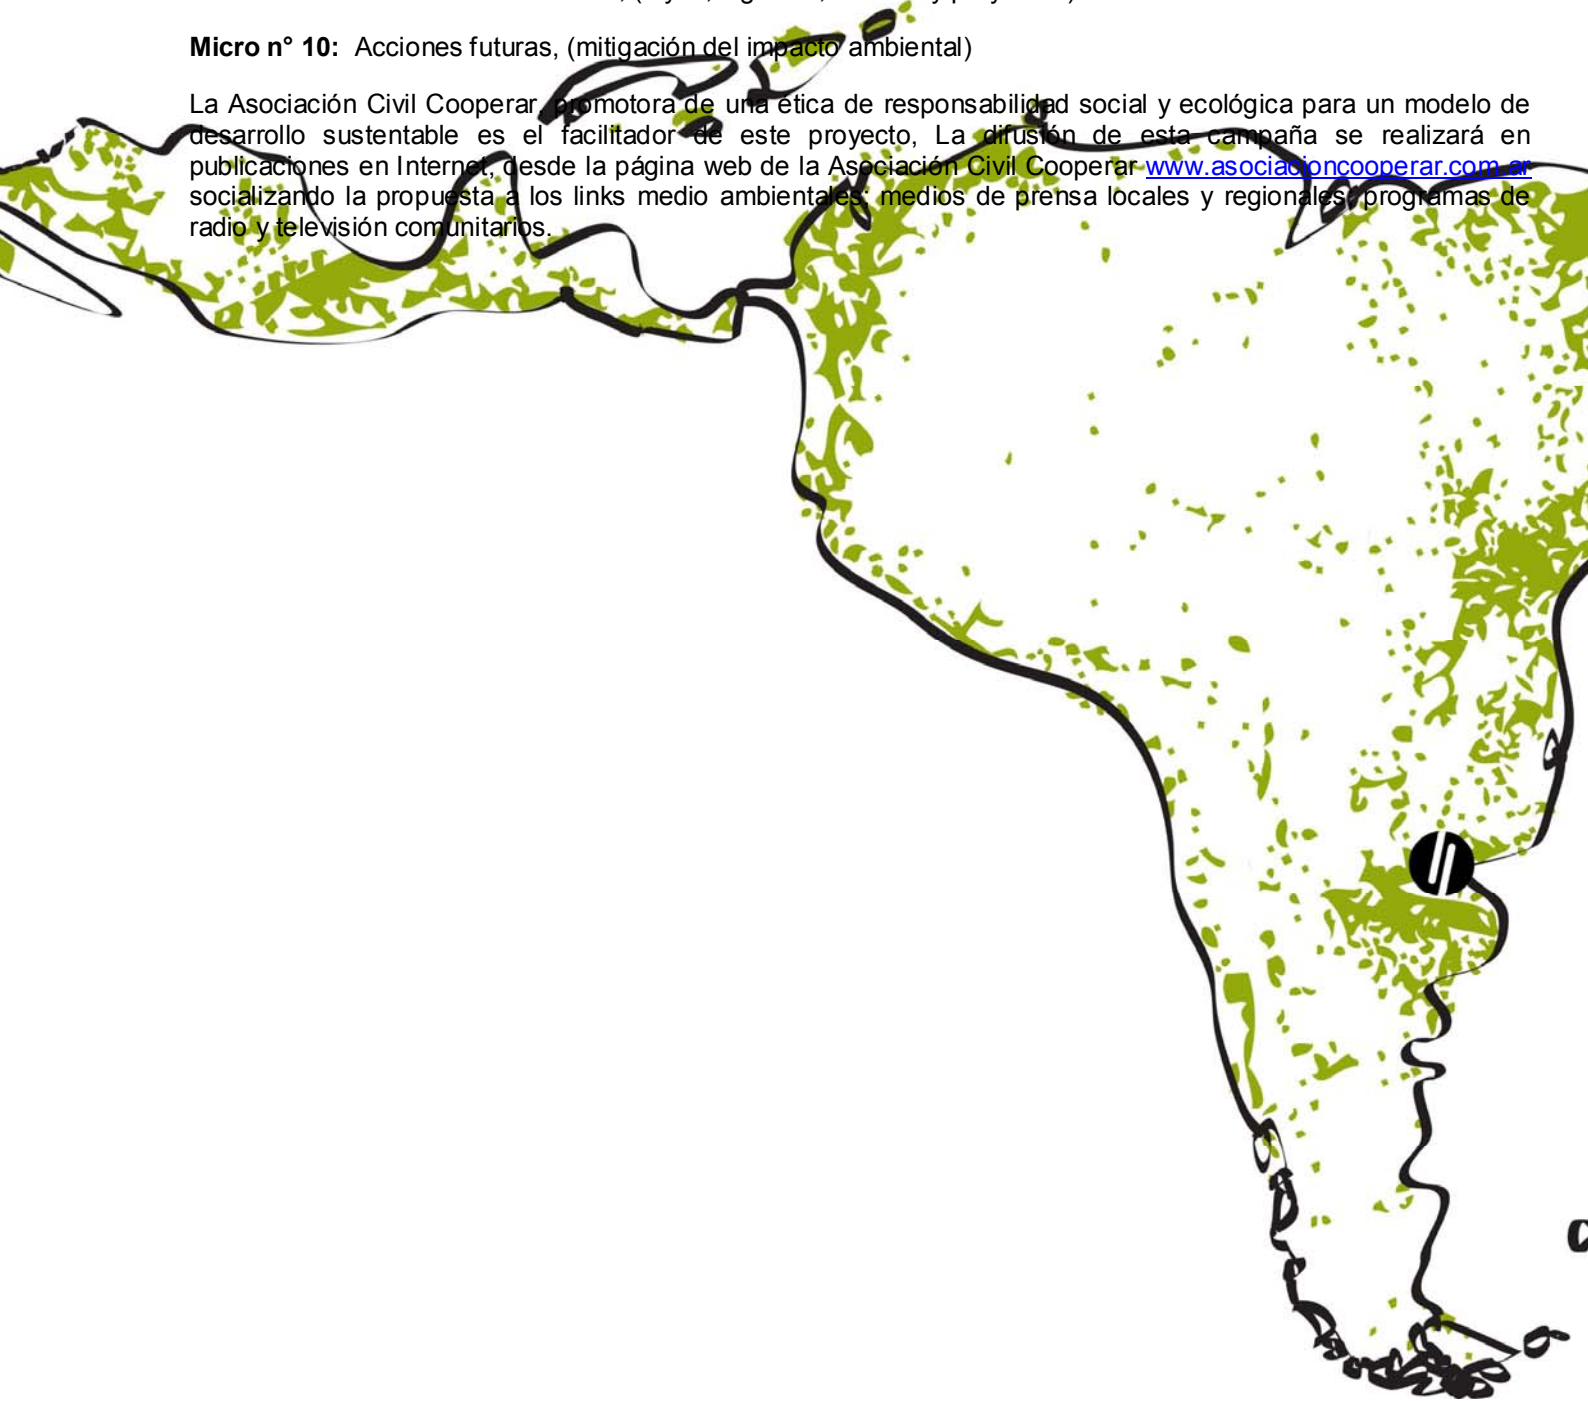 Micro n° 10: Acciones futuras, (mitigación del impacto ambiental)
La Asociación Civil Cooperar, promotora de una ética de responsabilidad social y ecológica para un modelo de
desarrollo sustentable es el facilitador de este proyecto, La difusión de esta campaña se realizará en
publicaciones en Internet, desde la página web de la Asociación Civil Cooperar www.asociacioncooperar.com.ar
socializando la propuesta a los links medio ambientales, medios de prensa locales y regionales, programas de
radio y televisión comunitarios.